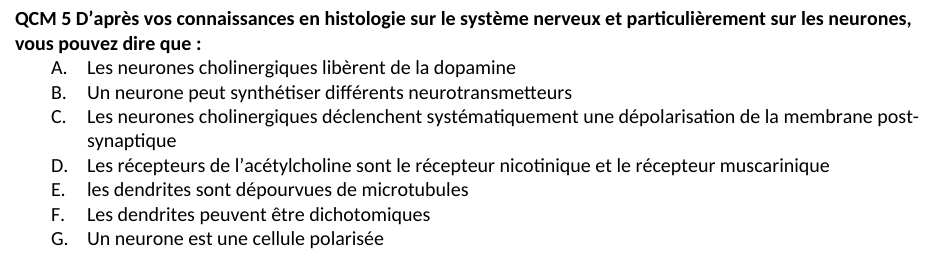 QCM 5 D’après vos connaissances en histologie sur le système nerveux et particulièrement sur les neurones,
vous pouvez dire que :
A. Les neurones cholinergiques libèrent de la dopamine
B. Un neurone peut synthétiser différents neurotransmetteurs
C. Les neurones cholinergiques déclenchent systématiquement une dépolarisation de la membrane post-
synaptique
D. Les récepteurs de l’acétylcholine sont le récepteur nicotinique et le récepteur muscarinique
E. les dendrites sont dépourvues de microtubules
F. Les dendrites peuvent être dichotomiques
G. Un neurone est une cellule polarisée